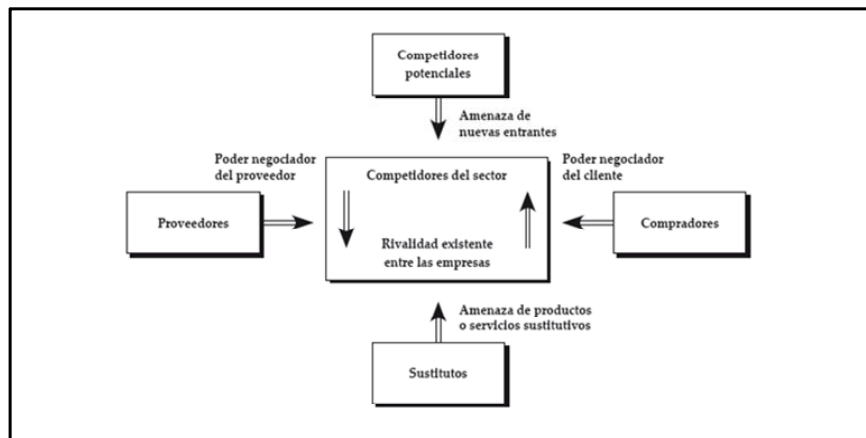 Competidores
potenciales
Amenaza de
nuevas entrantes
Poder negociador
del proveedor
Poder negociador
del cliente
Competidores del sector
Proveedores
Compradores
Rivalidad existente
entre las empresas
Amenaza de productos
o servicios sustitutivos
Sustitutos